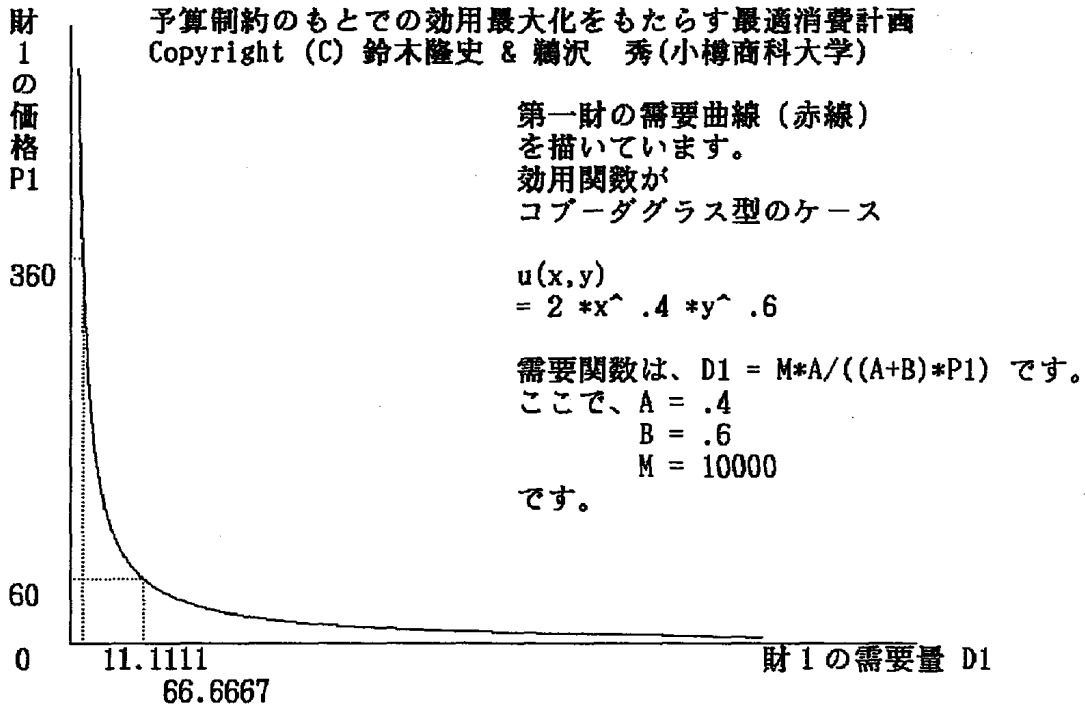 予算制約のもとでの効用最大化をもたらす最適消費計画
Copyright (C) 鈴木隆史 & 鵜沢 秀(小樽商科大学)
財1の価格P1
第一財の需要曲線（赤線）
を描いています。
効用関数が
コブーダグラス型のケース
360
u(x,y)
= 2 *x^ .4 *y^ .6
需要関数は、D1 = M*A/((A+B)*P1) です。
ここで、A = .4
B = .6
M = 10000
です。
60
0
11.1111
財1の需要量 D1
66.6667